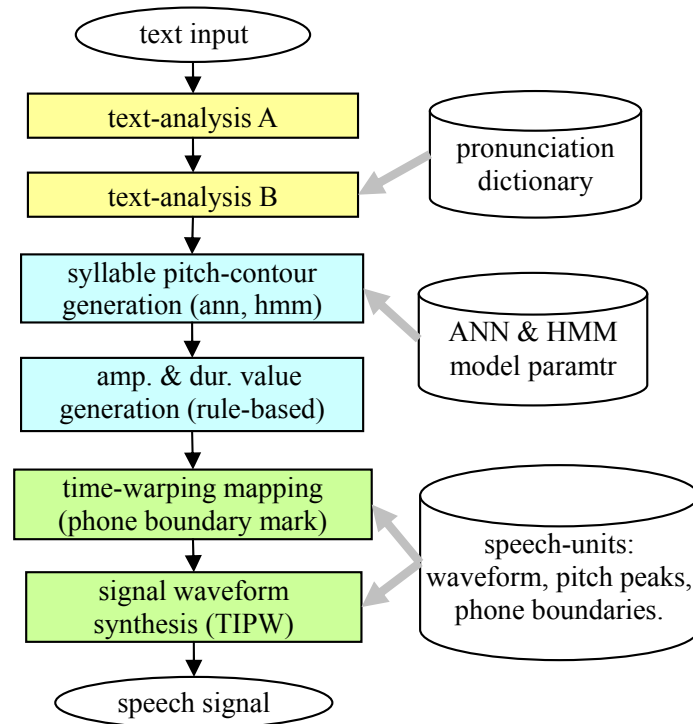 text input
text-analysis A
pronunciation
dictionary
text-analysis B
syllable pitch-contour
generation (ann, hmm)
ANN & HMM
model paramtr
amp. & dur. value
generation (rule-based)
time-warping mapping
(phone boundary mark)
speech-units:
waveform, pitch peaks,
phone boundaries.
signal waveform
synthesis (TIPW)
speech signal